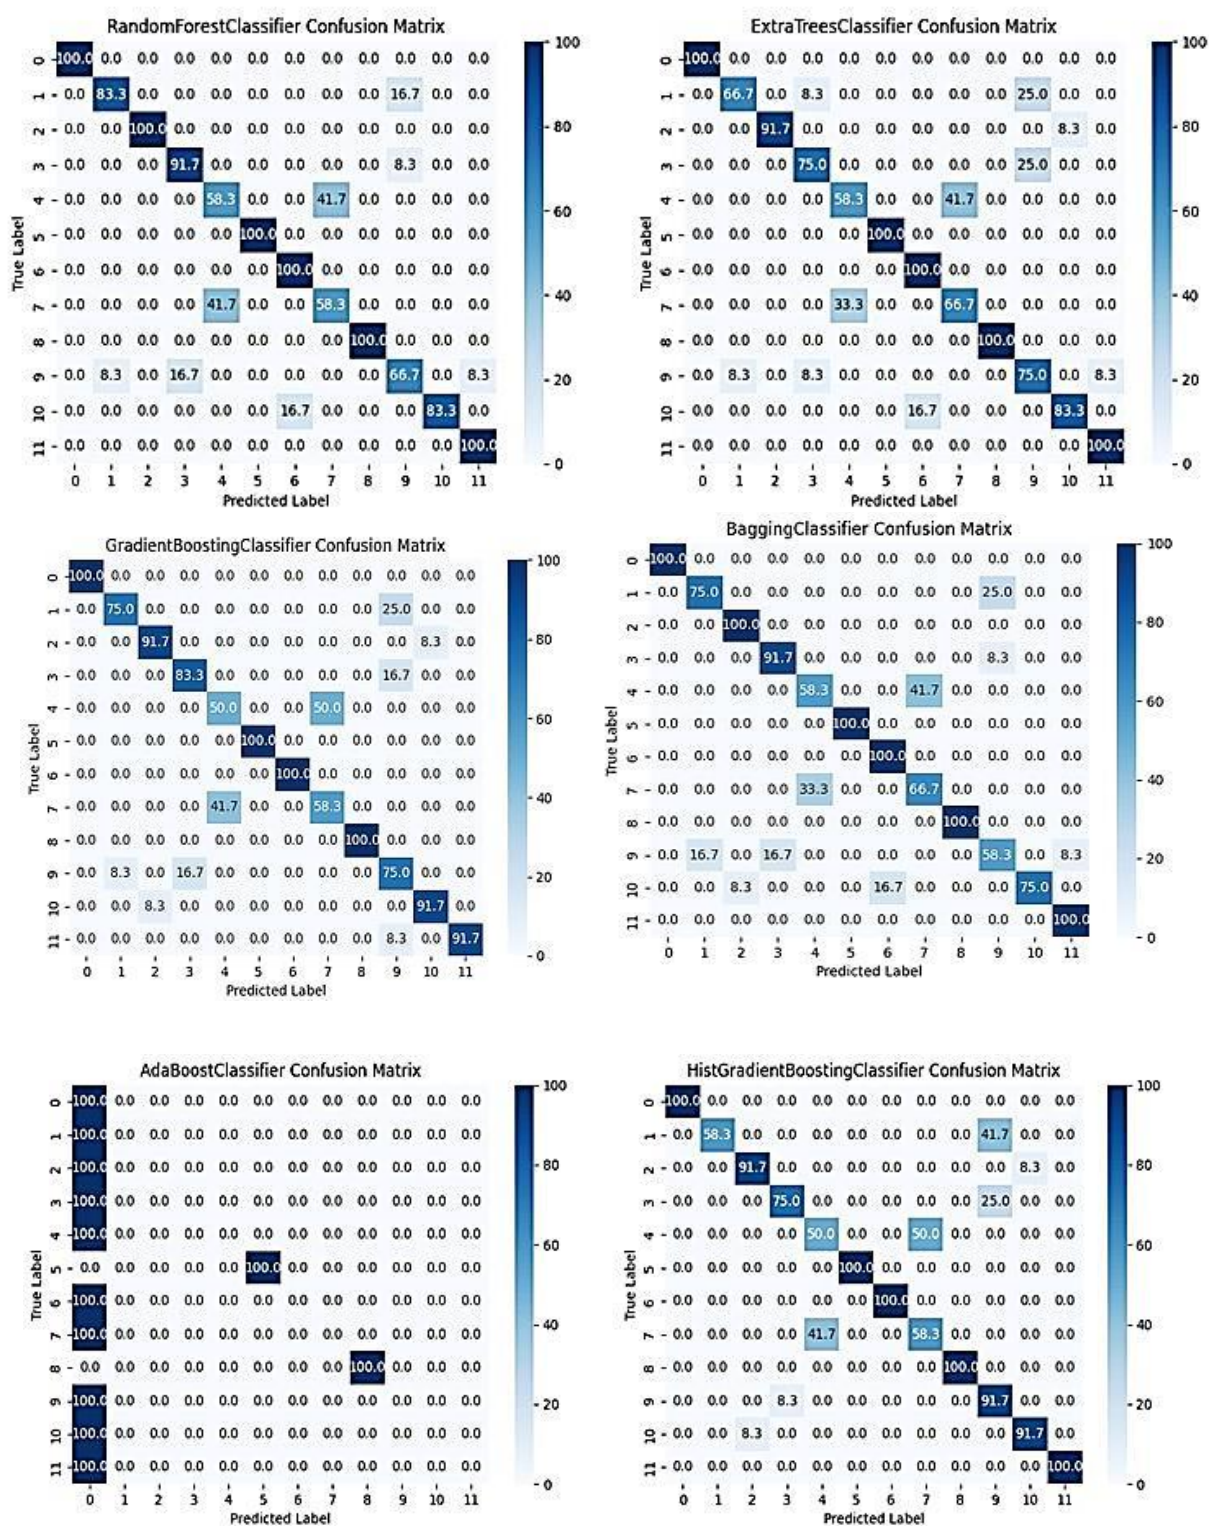 RandomForestClassifier Confusion Matrix
0 100.0 0.0 0.0 0.0 0.0 0.0 0.0 0.0 0.0 0.0 0.0 0.0
1 0.0 83.3 0.0 0.0 0.0 0.0 0.0 0.0 0.0 16.7 0.0 0.0
2 0.0 0.0 100.0 0.0 0.0 0.0 0.0 0.0 0.0 0.0 0.0 0.0
3 0.0 0.0 0.0 91.7 0.0 0.0 0.0 0.0 0.0 8.3 0.0 0.0
4 0.0 0.0 0.0 0.0 58.3 0.0 0.0 41.7 0.0 0.0 0.0 0.0
5 0.0 0.0 0.0 0.0 0.0 100.0 0.0 0.0 0.0 0.0 0.0 0.0
6 0.0 0.0 0.0 0.0 0.0 0.0 100.0 0.0 0.0 0.0 0.0 0.0
7 0.0 0.0 0.0 0.0 41.7 0.0 0.0 58.3 0.0 0.0 0.0 0.0
8 0.0 0.0 0.0 0.0 0.0 0.0 0.0 0.0 100.0 0.0 0.0 0.0
9 0.0 8.3 0.0 16.7 0.0 0.0 0.0 0.0 0.0 66.7 0.0 8.3
10 0.0 0.0 0.0 0.0 0.0 0.0 16.7 0.0 0.0 0.0 83.3 0.0
11 0.0 0.0 0.0 0.0 0.0 0.0 0.0 0.0 0.0 0.0 0.0 100.0
0 1 2 3 4 5 6 7 8 9 10 11
Predicted Label
True Label
100
80
60
40
20
0
ExtraTreesClassifier Confusion Matrix
0 100.0 0.0 0.0 0.0 0.0 0.0 0.0 0.0 0.0 0.0 0.0 0.0
1 0.0 66.7 0.0 8.3 0.0 0.0 0.0 0.0 0.0 25.0 0.0 0.0
2 0.0 0.0 91.7 0.0 0.0 0.0 0.0 0.0 0.0 0.0 8.3 0.0
3 0.0 0.0 0.0 75.0 0.0 0.0 0.0 0.0 0.0 25.0 0.0 0.0
4 0.0 0.0 0.0 0.0 58.3 0.0 0.0 41.7 0.0 0.0 0.0 0.0
5 0.0 0.0 0.0 0.0 0.0 100.0 0.0 0.0 0.0 0.0 0.0 0.0
6 0.0 0.0 0.0 0.0 0.0 0.0 100.0 0.0 0.0 0.0 0.0 0.0
7 0.0 0.0 0.0 0.0 33.3 0.0 0.0 66.7 0.0 0.0 0.0 0.0
8 0.0 0.0 0.0 0.0 0.0 0.0 0.0 0.0 100.0 0.0 0.0 0.0
9 0.0 8.3 0.0 8.3 0.0 0.0 0.0 0.0 0.0 75.0 0.0 8.3
10 0.0 0.0 0.0 0.0 0.0 0.0 16.7 0.0 0.0 0.0 83.3 0.0
11 0.0 0.0 0.0 0.0 0.0 0.0 0.0 0.0 0.0 0.0 0.0 100.0
0 1 2 3 4 5 6 7 8 9 10 11
Predicted Label
True Label
100
80
60
40
20
0
GradientBoostingClassifier Confusion Matrix
0 100.0 0.0 0.0 0.0 0.0 0.0 0.0 0.0 0.0 0.0 0.0 0.0
1 0.0 75.0 0.0 0.0 0.0 0.0 0.0 0.0 0.0 25.0 0.0 0.0
2 0.0 0.0 91.7 0.0 0.0 0.0 0.0 0.0 0.0 0.0 8.3 0.0
3 0.0 0.0 0.0 83.3 0.0 0.0 0.0 0.0 0.0 16.7 0.0 0.0
4 0.0 0.0 0.0 0.0 50.0 0.0 0.0 50.0 0.0 0.0 0.0 0.0
5 0.0 0.0 0.0 0.0 0.0 100.0 0.0 0.0 0.0 0.0 0.0 0.0
6 0.0 0.0 0.0 0.0 0.0 0.0 100.0 0.0 0.0 0.0 0.0 0.0
7 0.0 0.0 0.0 0.0 41.7 0.0 0.0 58.3 0.0 0.0 0.0 0.0
8 0.0 0.0 0.0 0.0 0.0 0.0 0.0 0.0 100.0 0.0 0.0 0.0
9 0.0 8.3 0.0 16.7 0.0 0.0 0.0 0.0 0.0 75.0 0.0 0.0
10 0.0 0.0 8.3 0.0 0.0 0.0 0.0 0.0 0.0 0.0 91.7 0.0
11 0.0 0.0 0.0 0.0 0.0 0.0 0.0 0.0 0.0 8.3 0.0 91.7
0 1 2 3 4 5 6 7 8 9 10 11
Predicted Label
True Label
100
80
60
40
20
0
BaggingClassifier Confusion Matrix
0 100.0 0.0 0.0 0.0 0.0 0.0 0.0 0.0 0.0 0.0 0.0 0.0
1 0.0 75.0 0.0 0.0 0.0 0.0 0.0 0.0 0.0 25.0 0.0 0.0
2 0.0 0.0 100.0 0.0 0.0 0.0 0.0 0.0 0.0 0.0 0.0 0.0
3 0.0 0.0 0.0 91.7 0.0 0.0 0.0 0.0 0.0 8.3 0.0 0.0
4 0.0 0.0 0.0 0.0 58.3 0.0 0.0 41.7 0.0 0.0 0.0 0.0
5 0.0 0.0 0.0 0.0 0.0 100.0 0.0 0.0 0.0 0.0 0.0 0.0
6 0.0 0.0 0.0 0.0 0.0 0.0 100.0 0.0 0.0 0.0 0.0 0.0
7 0.0 0.0 0.0 0.0 33.3 0.0 0.0 66.7 0.0 0.0 0.0 0.0
8 0.0 0.0 0.0 0.0 0.0 0.0 0.0 0.0 100.0 0.0 0.0 0.0
9 0.0 16.7 0.0 16.7 0.0 0.0 0.0 0.0 0.0 58.3 0.0 8.3
10 0.0 0.0 8.3 0.0 0.0 0.0 16.7 0.0 0.0 0.0 75.0 0.0
11 0.0 0.0 0.0 0.0 0.0 0.0 0.0 0.0 0.0 0.0 0.0 100.0
0 1 2 3 4 5 6 7 8 9 10 11
Predicted Label
True Label
100
80
60
40
20
0
AdaBoostClassifier Confusion Matrix
0 100.0 0.0 0.0 0.0 0.0 0.0 0.0 0.0 0.0 0.0 0.0 0.0
1 100.0 0.0 0.0 0.0 0.0 0.0 0.0 0.0 0.0 0.0 0.0 0.0
2 100.0 0.0 0.0 0.0 0.0 0.0 0.0 0.0 0.0 0.0 0.0 0.0
3 100.0 0.0 0.0 0.0 0.0 0.0 0.0 0.0 0.0 0.0 0.0 0.0
4 100.0 0.0 0.0 0.0 0.0 0.0 0.0 0.0 0.0 0.0 0.0 0.0
5 0.0 0.0 0.0 0.0 0.0 100.0 0.0 0.0 0.0 0.0 0.0 0.0
6 100.0 0.0 0.0 0.0 0.0 0.0 0.0 0.0 0.0 0.0 0.0 0.0
7 100.0 0.0 0.0 0.0 0.0 0.0 0.0 0.0 0.0 0.0 0.0 0.0
8 0.0 0.0 0.0 0.0 0.0 0.0 0.0 0.0 100.0 0.0 0.0 0.0
9 100.0 0.0 0.0 0.0 0.0 0.0 0.0 0.0 0.0 0.0 0.0 0.0
10 100.0 0.0 0.0 0.0 0.0 0.0 0.0 0.0 0.0 0.0 0.0 0.0
11 100.0 0.0 0.0 0.0 0.0 0.0 0.0 0.0 0.0 0.0 0.0 0.0
0 1 2 3 4 5 6 7 8 9 10 11
Predicted Label
True Label
100
80
60
40
20
0
HistGradientBoostingClassifier Confusion Matrix
0 100.0 0.0 0.0 0.0 0.0 0.0 0.0 0.0 0.0 0.0 0.0 0.0
1 0.0 58.3 0.0 0.0 0.0 0.0 0.0 0.0 0.0 41.7 0.0 0.0
2 0.0 0.0 91.7 0.0 0.0 0.0 0.0 0.0 0.0 0.0 8.3 0.0
3 0.0 0.0 0.0 75.0 0.0 0.0 0.0 0.0 0.0 25.0 0.0 0.0
4 0.0 0.0 0.0 0.0 50.0 0.0 0.0 50.0 0.0 0.0 0.0 0.0
5 0.0 0.0 0.0 0.0 0.0 100.0 0.0 0.0 0.0 0.0 0.0 0.0
6 0.0 0.0 0.0 0.0 0.0 0.0 100.0 0.0 0.0 0.0 0.0 0.0
7 0.0 0.0 0.0 0.0 41.7 0.0 0.0 58.3 0.0 0.0 0.0 0.0
8 0.0 0.0 0.0 0.0 0.0 0.0 0.0 0.0 100.0 0.0 0.0 0.0
9 0.0 0.0 0.0 8.3 0.0 0.0 0.0 0.0 0.0 91.7 0.0 0.0
10 0.0 0.0 8.3 0.0 0.0 0.0 0.0 0.0 0.0 0.0 91.7 0.0
11 0.0 0.0 0.0 0.0 0.0 0.0 0.0 0.0 0.0 0.0 0.0 100.0
0 1 2 3 4 5 6 7 8 9 10 11
Predicted Label
True Label
100
80
60
40
20
0